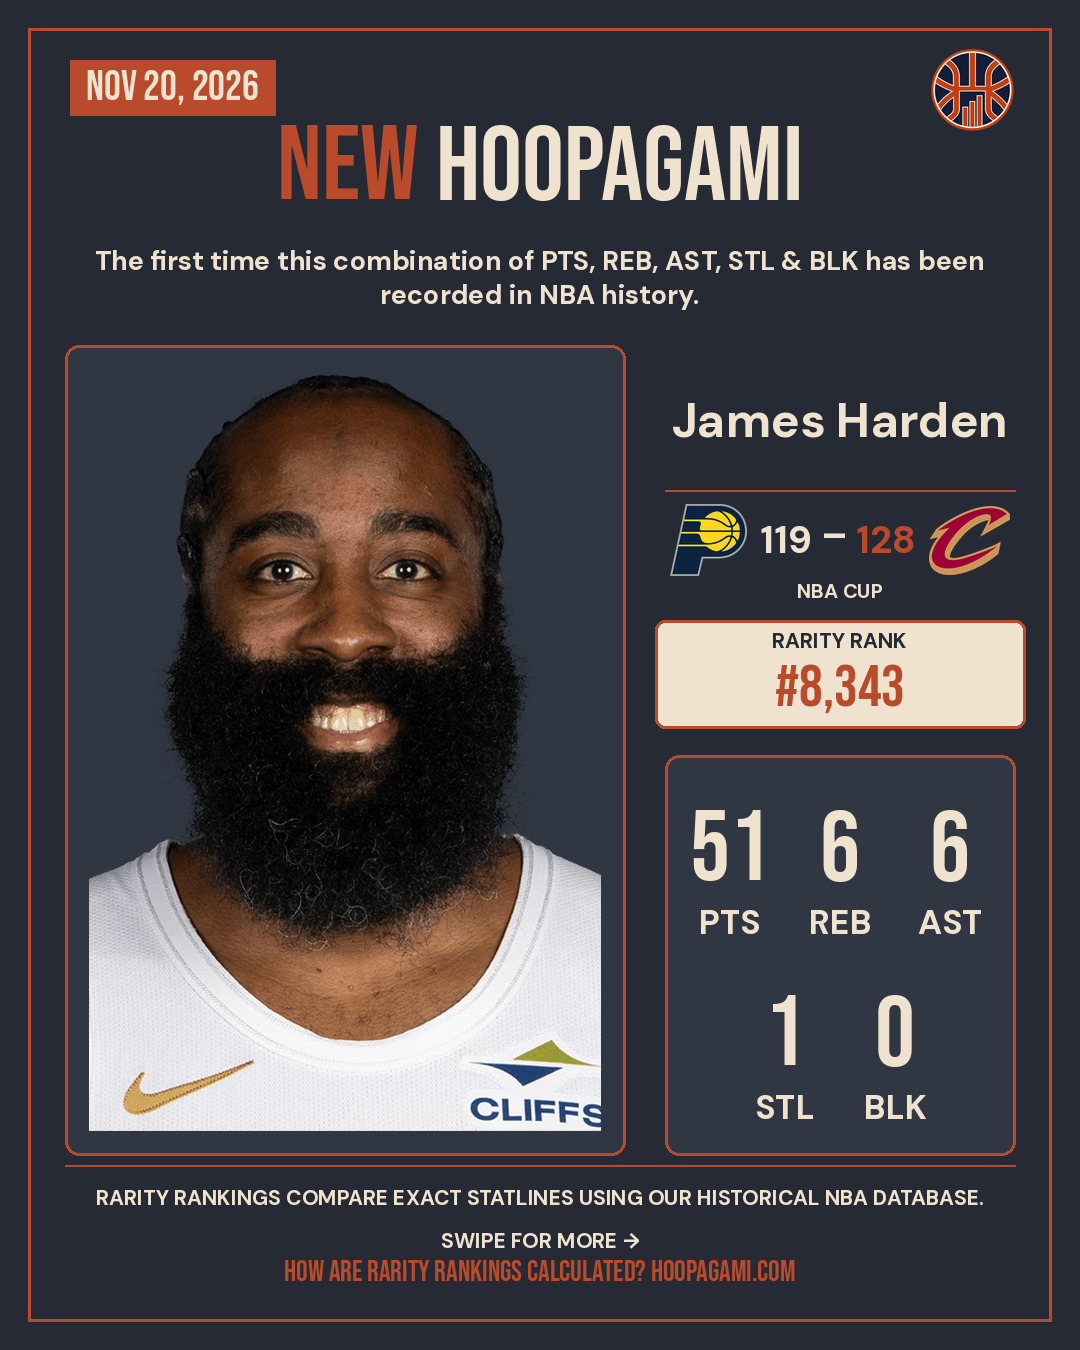 NOV 20, 2026
NEW HOOPAGAMI
The first time this combination of PTS, REB, AST, STL & BLK has been
recorded in NBA history.
James Harden
119 – 128
NBA CUP
RARITY RANK
#8,343
51 6 6
PTS REB AST
1 0
STL BLK
CLIFFS
RARITY RANKINGS COMPARE EXACT STATLINES USING OUR HISTORICAL NBA DATABASE.
SWIPE FOR MORE →
HOW ARE RARITY RANKINGS CALCULATED? HOOPAGAMI.COM